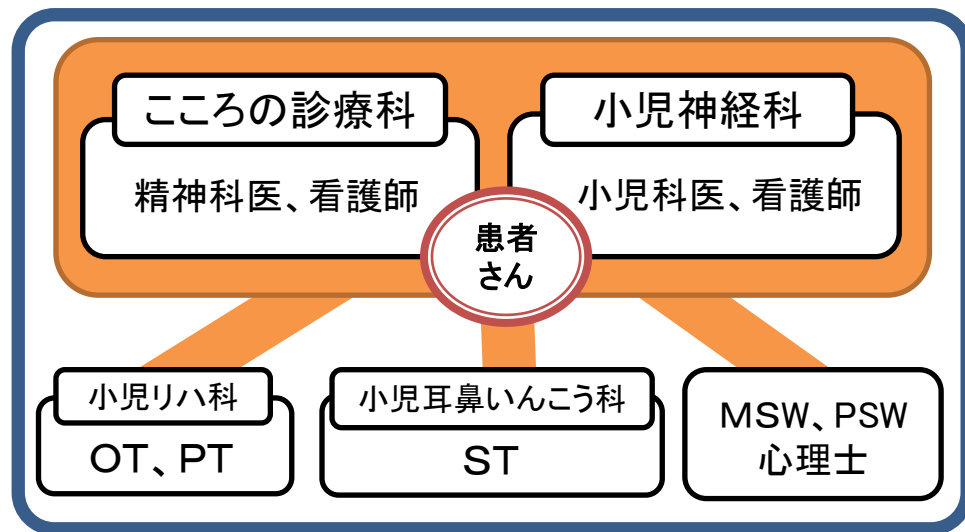 こころの診療科
精神科医、看護師
小児神経科
小児科医、看護師
患者
さん
小児リハ科
OT、PT
小児耳鼻いんこう科
ST
MSW、PSW
心理士